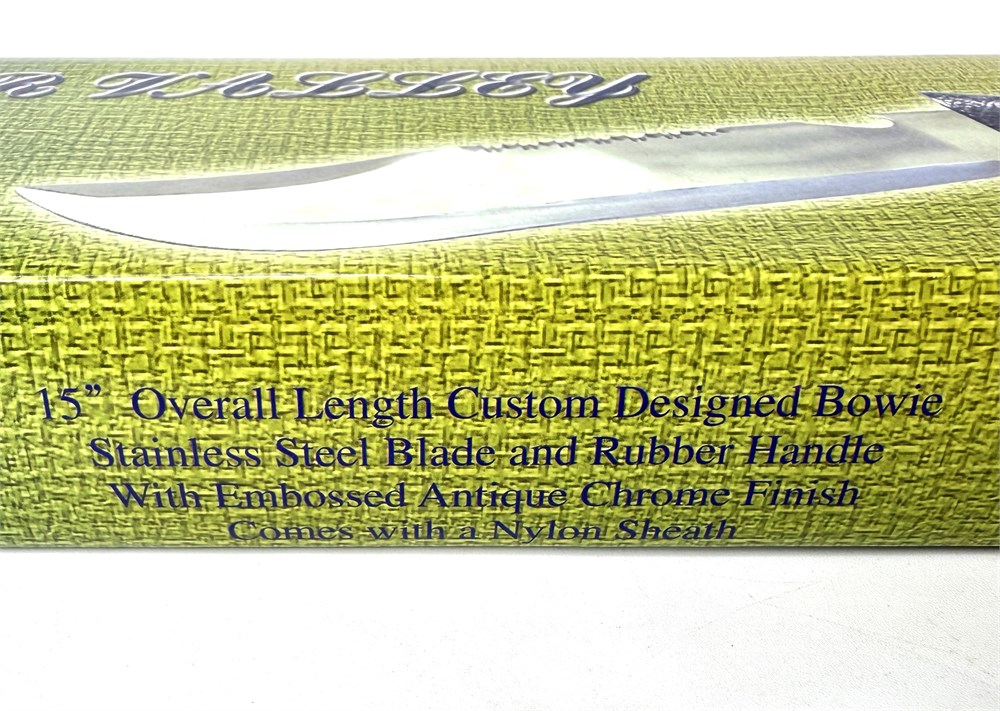 R VALLEY
15” Overall Length Custom Designed Bowie
Stainless Steel Blade and Rubber Handle
With Embossed Antique Chrome Finish
Comes with a Nylon Sheath